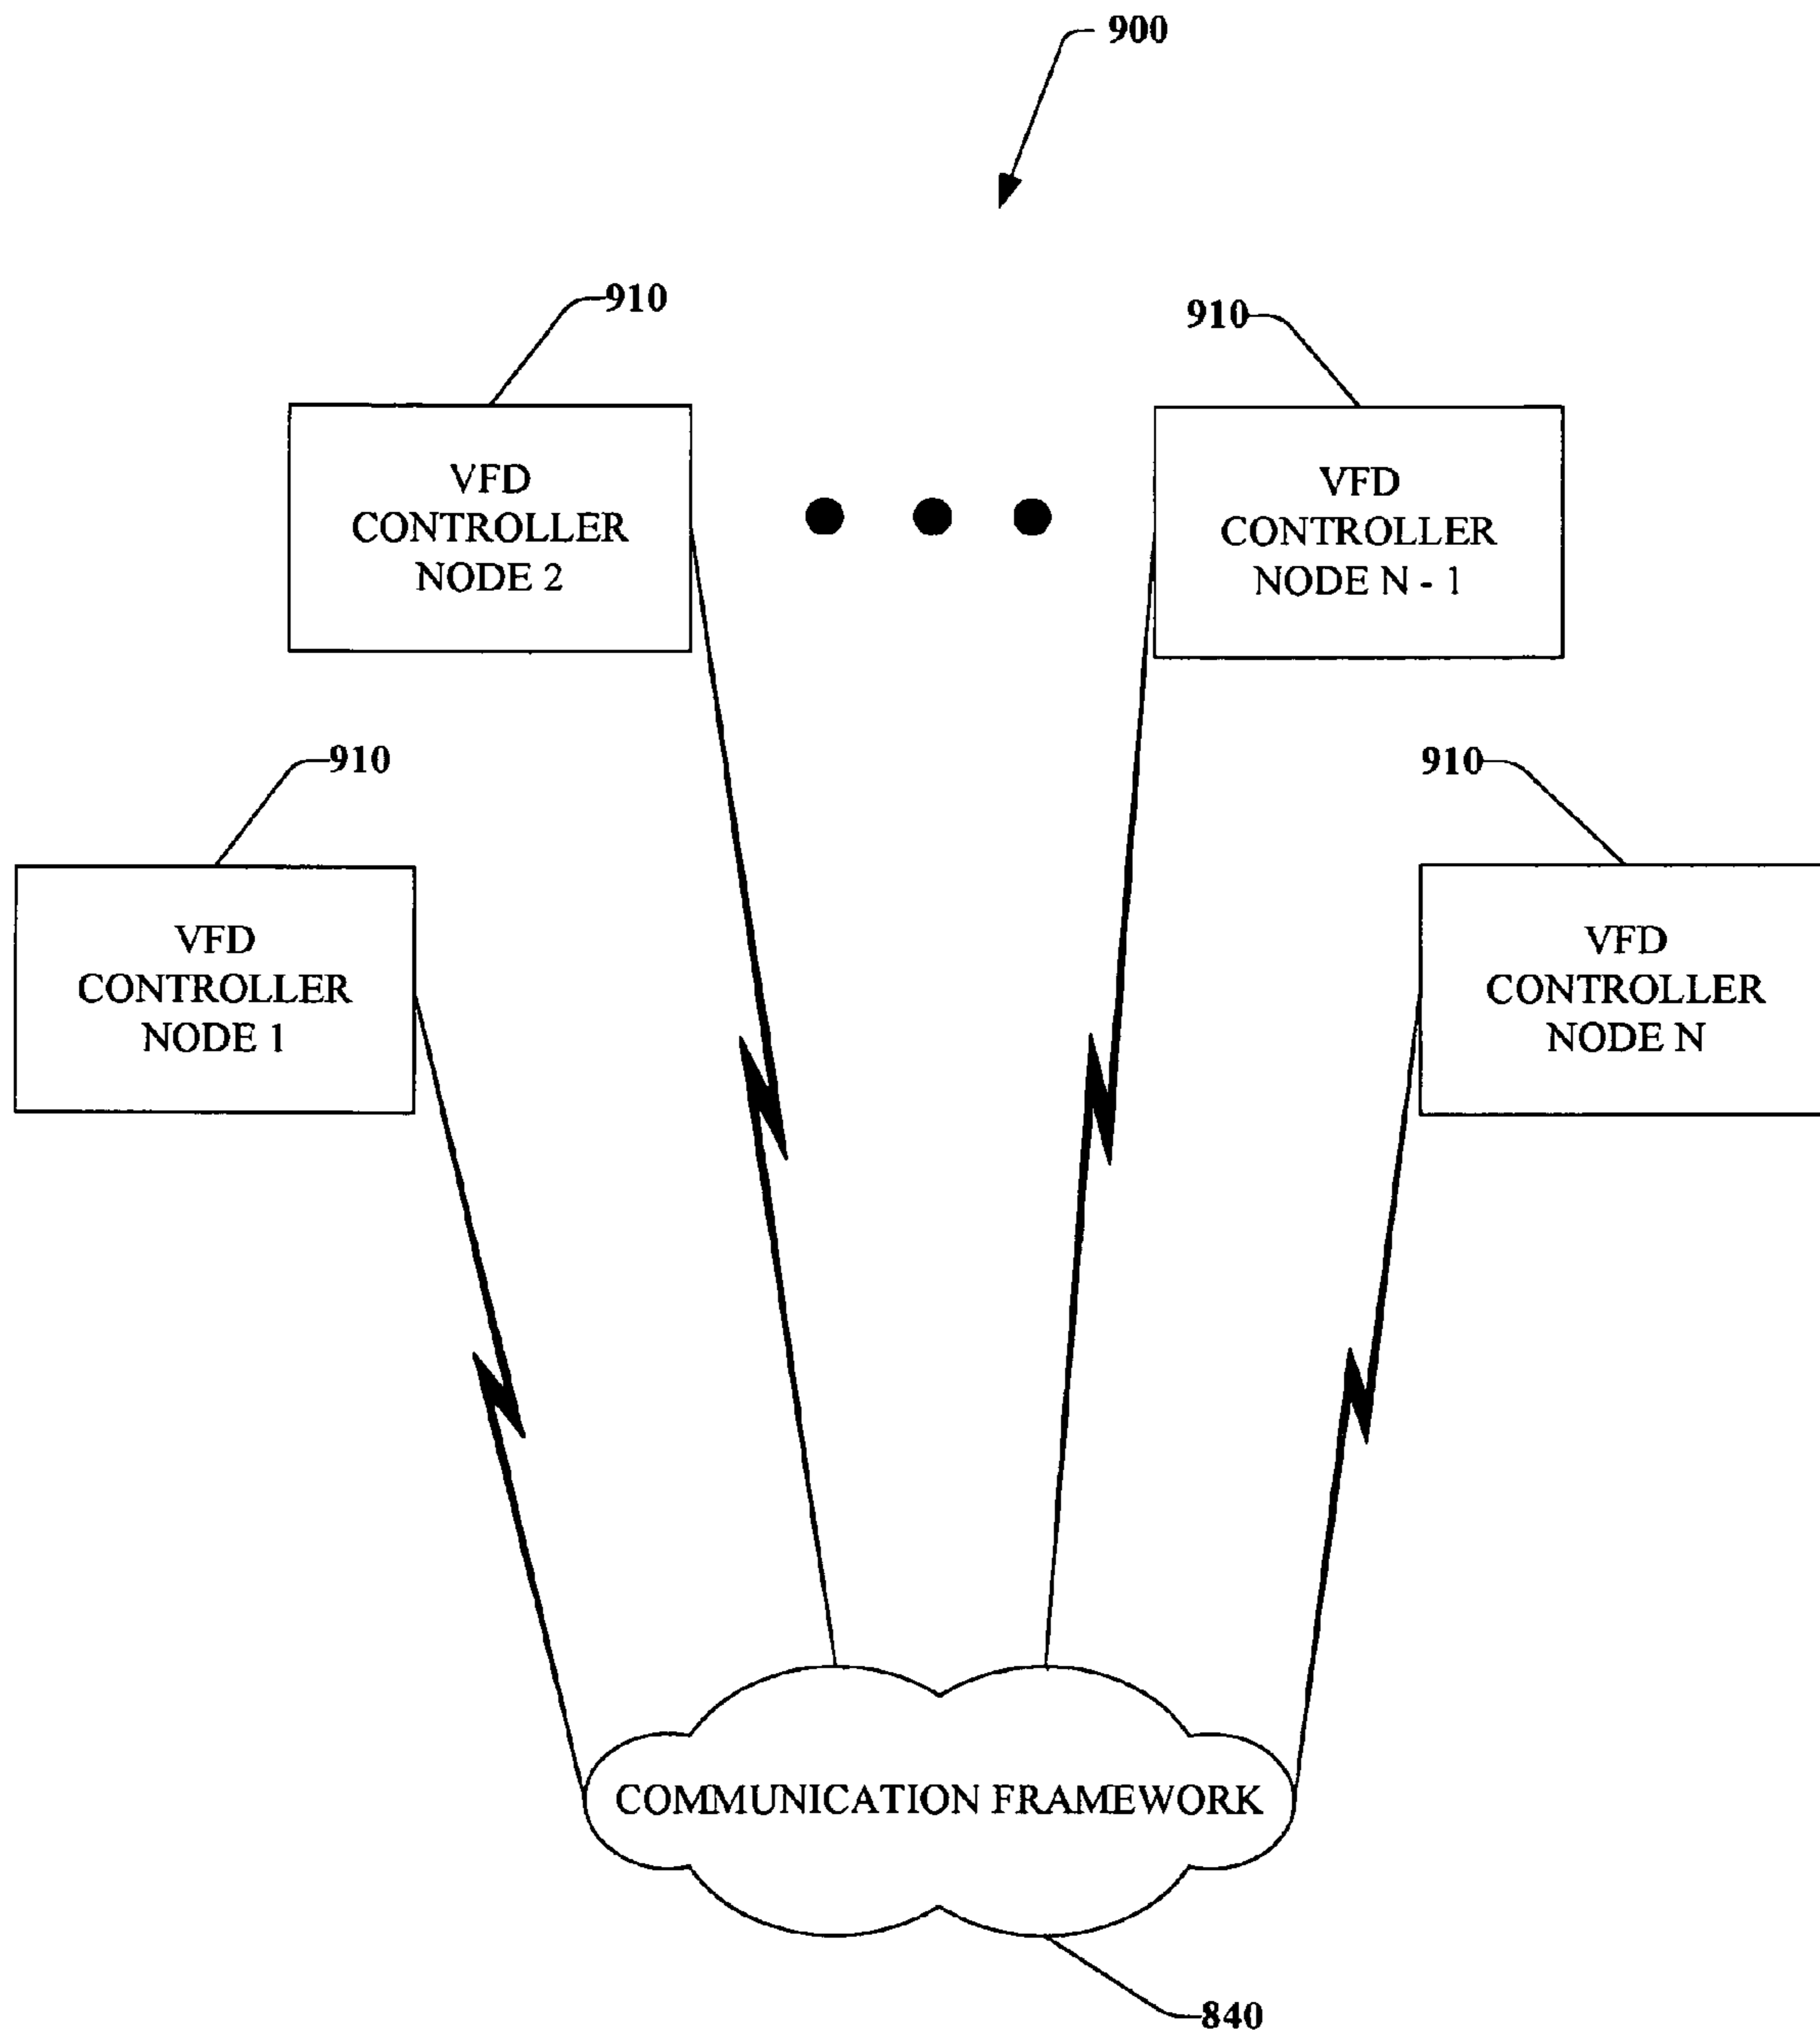 900
910
910
VFD
CONTROLLER
NODE 2
VFD
CONTROLLER
NODE N - 1
910
910
VFD
CONTROLLER
NODE 1
VFD
CONTROLLER
NODE N
COMMUNICATION FRAMEWORK
840